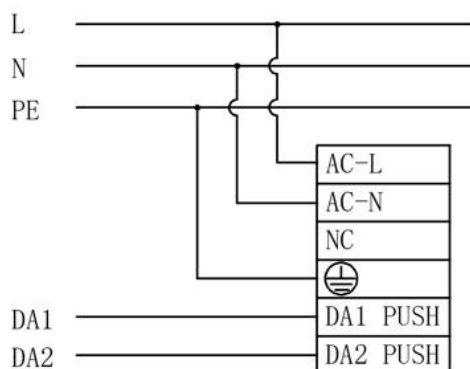 L
N
PE
AC-L
AC-N
NC
DA1
DA1 PUSH
DA2
DA2 PUSH